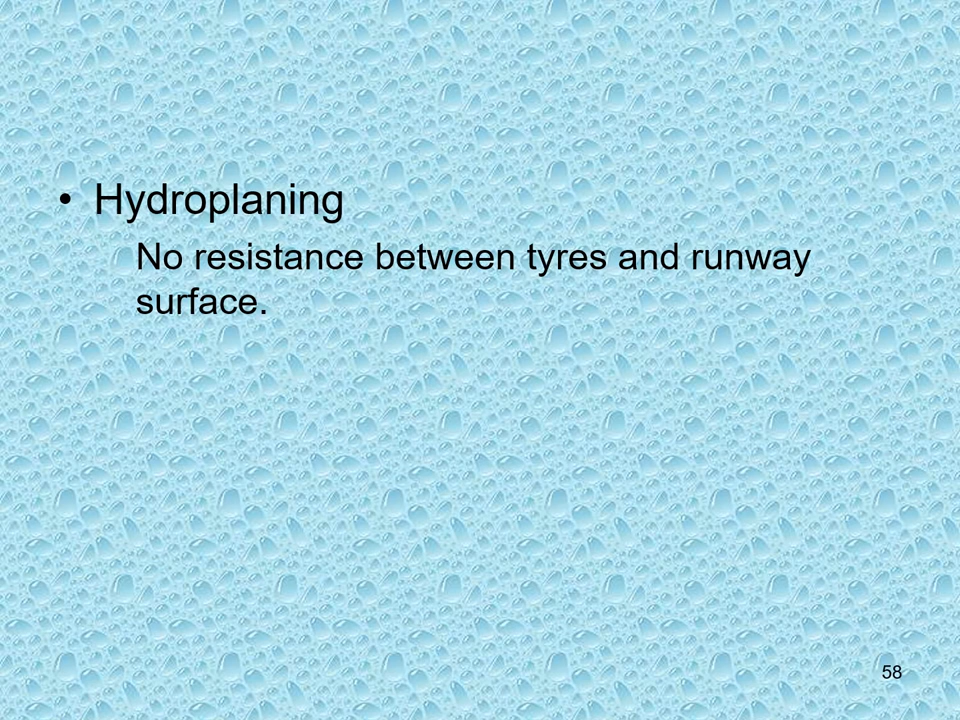 • Hydroplaning
No resistance between tyres and runway
surface.
58